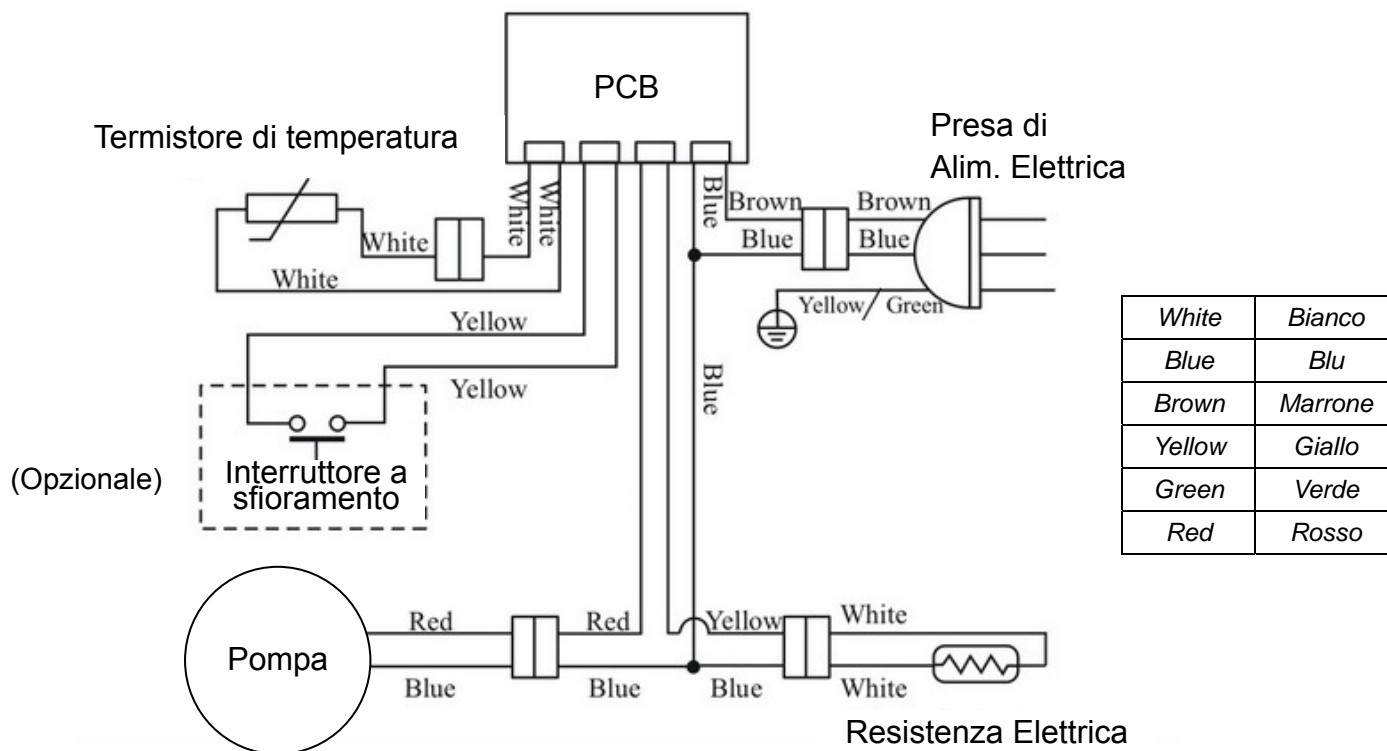 PCB
Termistore di temperatura
Presa di
Alim. Elettrica
White
White
Blue
Brown
Brown
White
Blue
Blue
White
Yellow/ Green
Yellow
Blue
Yellow
(Opzionale)
Interruttore a
sfioramento
White Bianco
Blue Blu
Brown Marrone
Yellow Giallo
Green Verde
Red Rosso
Pompa
Red
Red
Yellow
White
Blue
Blue
Blue
White
Resistenza Elettrica